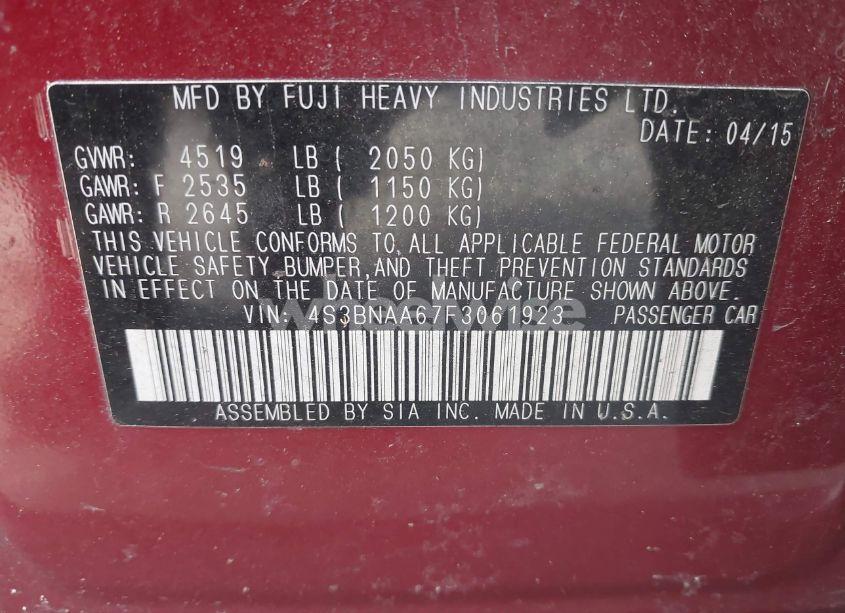 MFD BY FUJI HEAVY INDUSTRIES LTD.
DATE: 04/15
GVWR: 4519 LB ( 2050 KG)
GAWR: F 2535 LB ( 1150 KG)
GAWR: R 2645 LB ( 1200 KG)
THIS VEHICLE CONFORMS TO ALL APPLICABLE FEDERAL MOTOR
VEHICLE SAFETY, BUMPER, AND THEFT PREVENTION STANDARDS
IN EFFECT ON THE DATE OF MANUFACTURE SHOWN ABOVE.
VIN: 4S3BNAA67F3061923 PASSENGER CAR
ASSEMBLED BY SIA INC. MADE IN U.S.A.